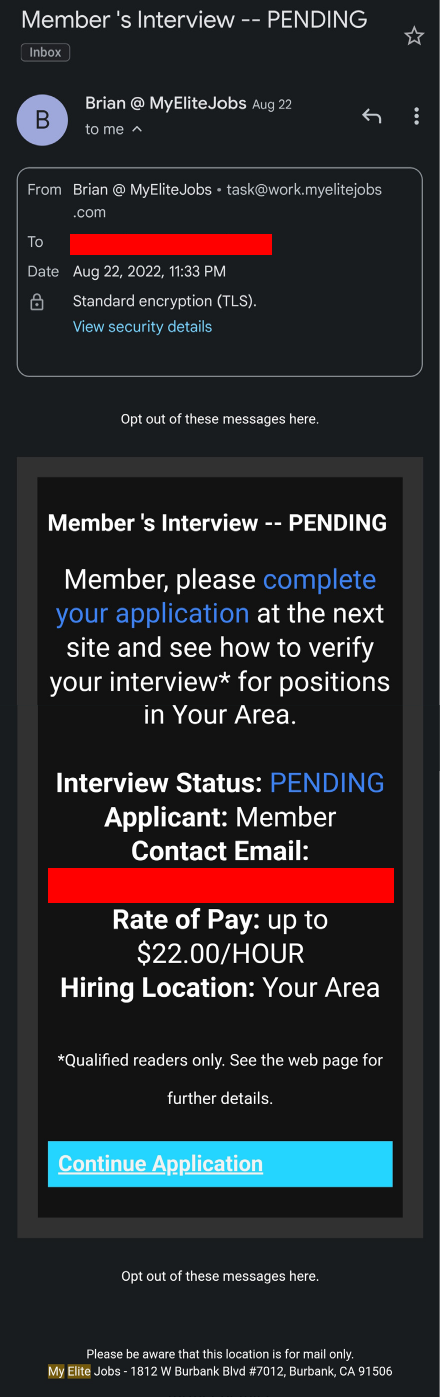 Member 's Interview -- PENDING
Inbox
B
Brian @ MyEliteJobs Aug 22
to me
From Brian @ MyEliteJobs • task@work.myelitejobs
.com
To
Date Aug 22, 2022, 11:33 PM
Standard encryption (TLS).
View security details
Opt out of these messages here.
Member 's Interview -- PENDING
Member, please complete
your application at the next
site and see how to verify
your interview* for positions
in Your Area.
Interview Status: PENDING
Applicant: Member
Contact Email:
Rate of Pay: up to
$22.00/HOUR
Hiring Location: Your Area
*Qualified readers only. See the web page for
further details.
Continue Application
Opt out of these messages here.
Please be aware that this location is for mail only.
My Elite Jobs - 1812 W Burbank Blvd #7012, Burbank, CA 91506